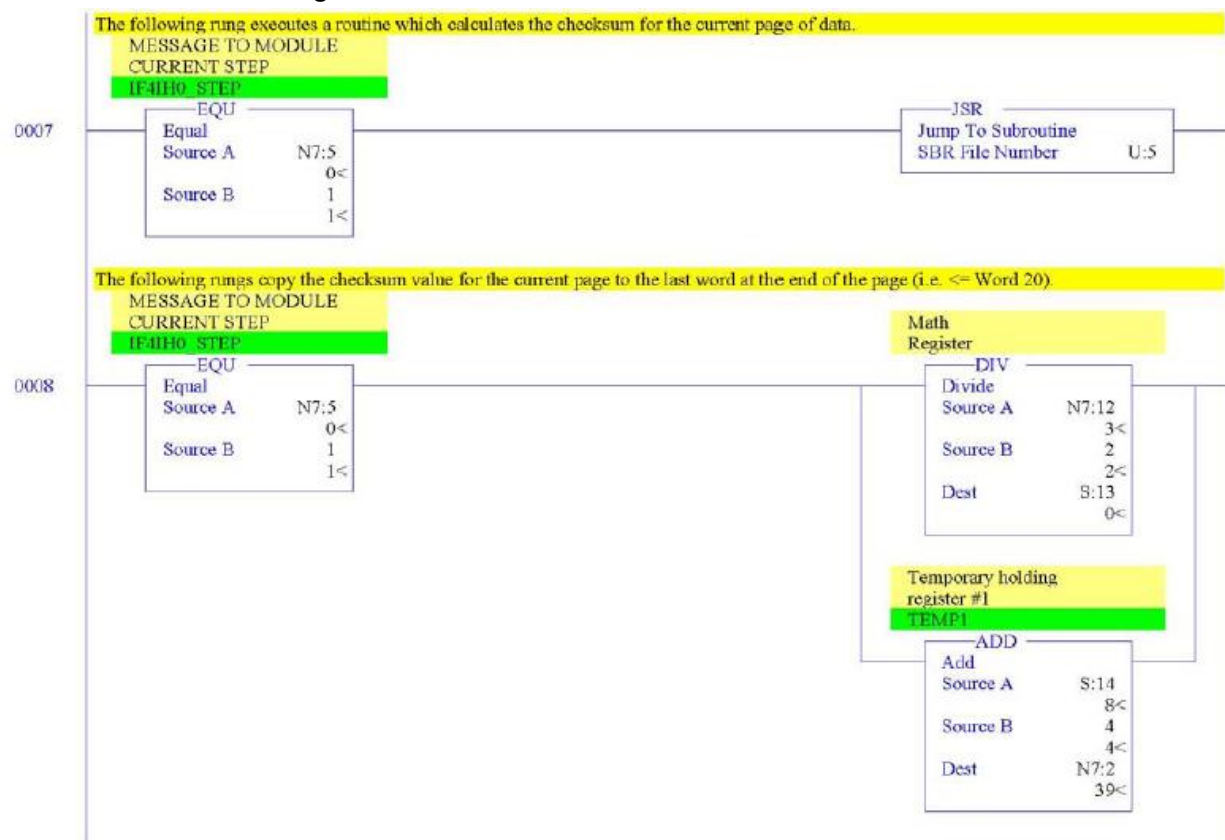 The following rung executes a routine which calculates the checksum for the current page of data.
MESSAGE TO MODULE
CURRENT STEP
IF4IH0_STEP
EQU
0007
Equal
Source A N7:5
0<
Source B 1
1<
JSR
Jump To Subroutine
SBR File Number U:5
The following rungs copy the checksum value for the current page to the last word at the end of the page (i.e. <= Word 20).
MESSAGE TO MODULE
CURRENT STEP
IF4IH0_STEP
EQU
0008
Equal
Source A N7:5
0<
Source B 1
1<
Math
Register
DIV
Divide
Source A N7:12
3<
Source B 2
2<
Dest S:13
0<
Temporary holding
register #1
TEMP1
ADD
Add
Source A S:14
8<
Source B 4
4<
Dest N7:2
39<